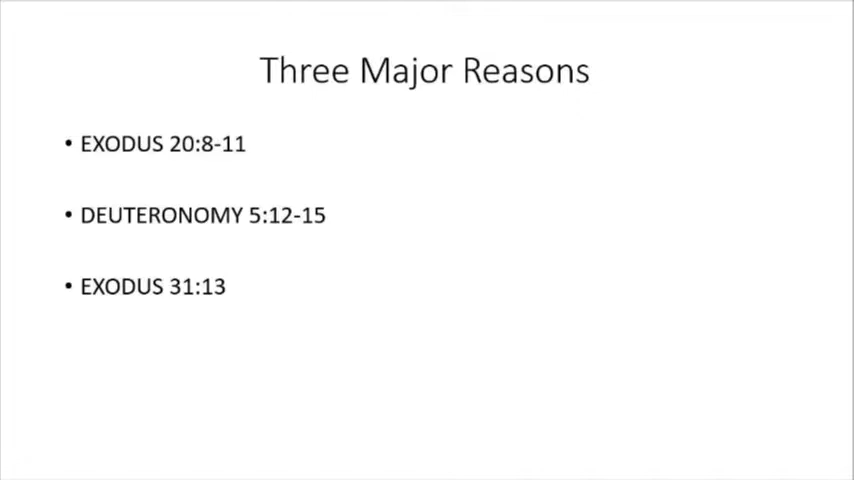 Three Major Reasons
• EXODUS 20:8-11
• DEUTERONOMY 5:12-15
• EXODUS 31:13